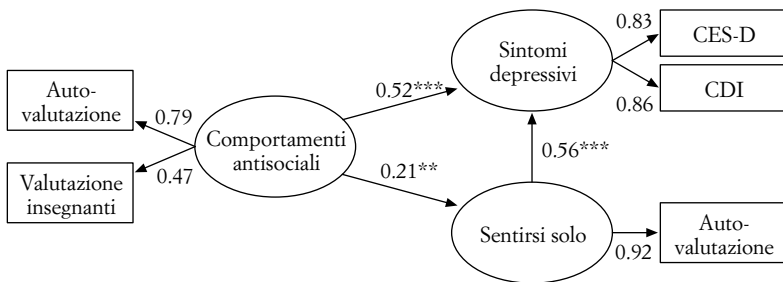 0.83
CES-D
Sintomi
depressivi
CDI
0.86
Auto-
valutazione
0.79
0.52***
Comportamenti
antisociali
0.56***
Valutazione
insegnanti
0.47
0.21**
Sentirsi solo
0.92
Auto-
valutazione